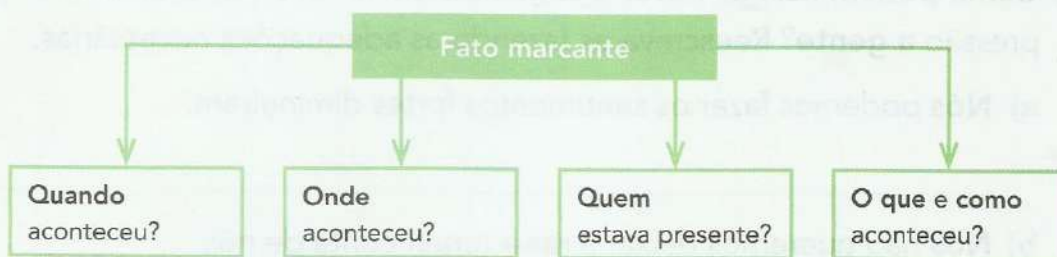 Fato marcante
Quando
aconteceu?
Onde
aconteceu?
Quem
estava presente?
O que e como
aconteceu?